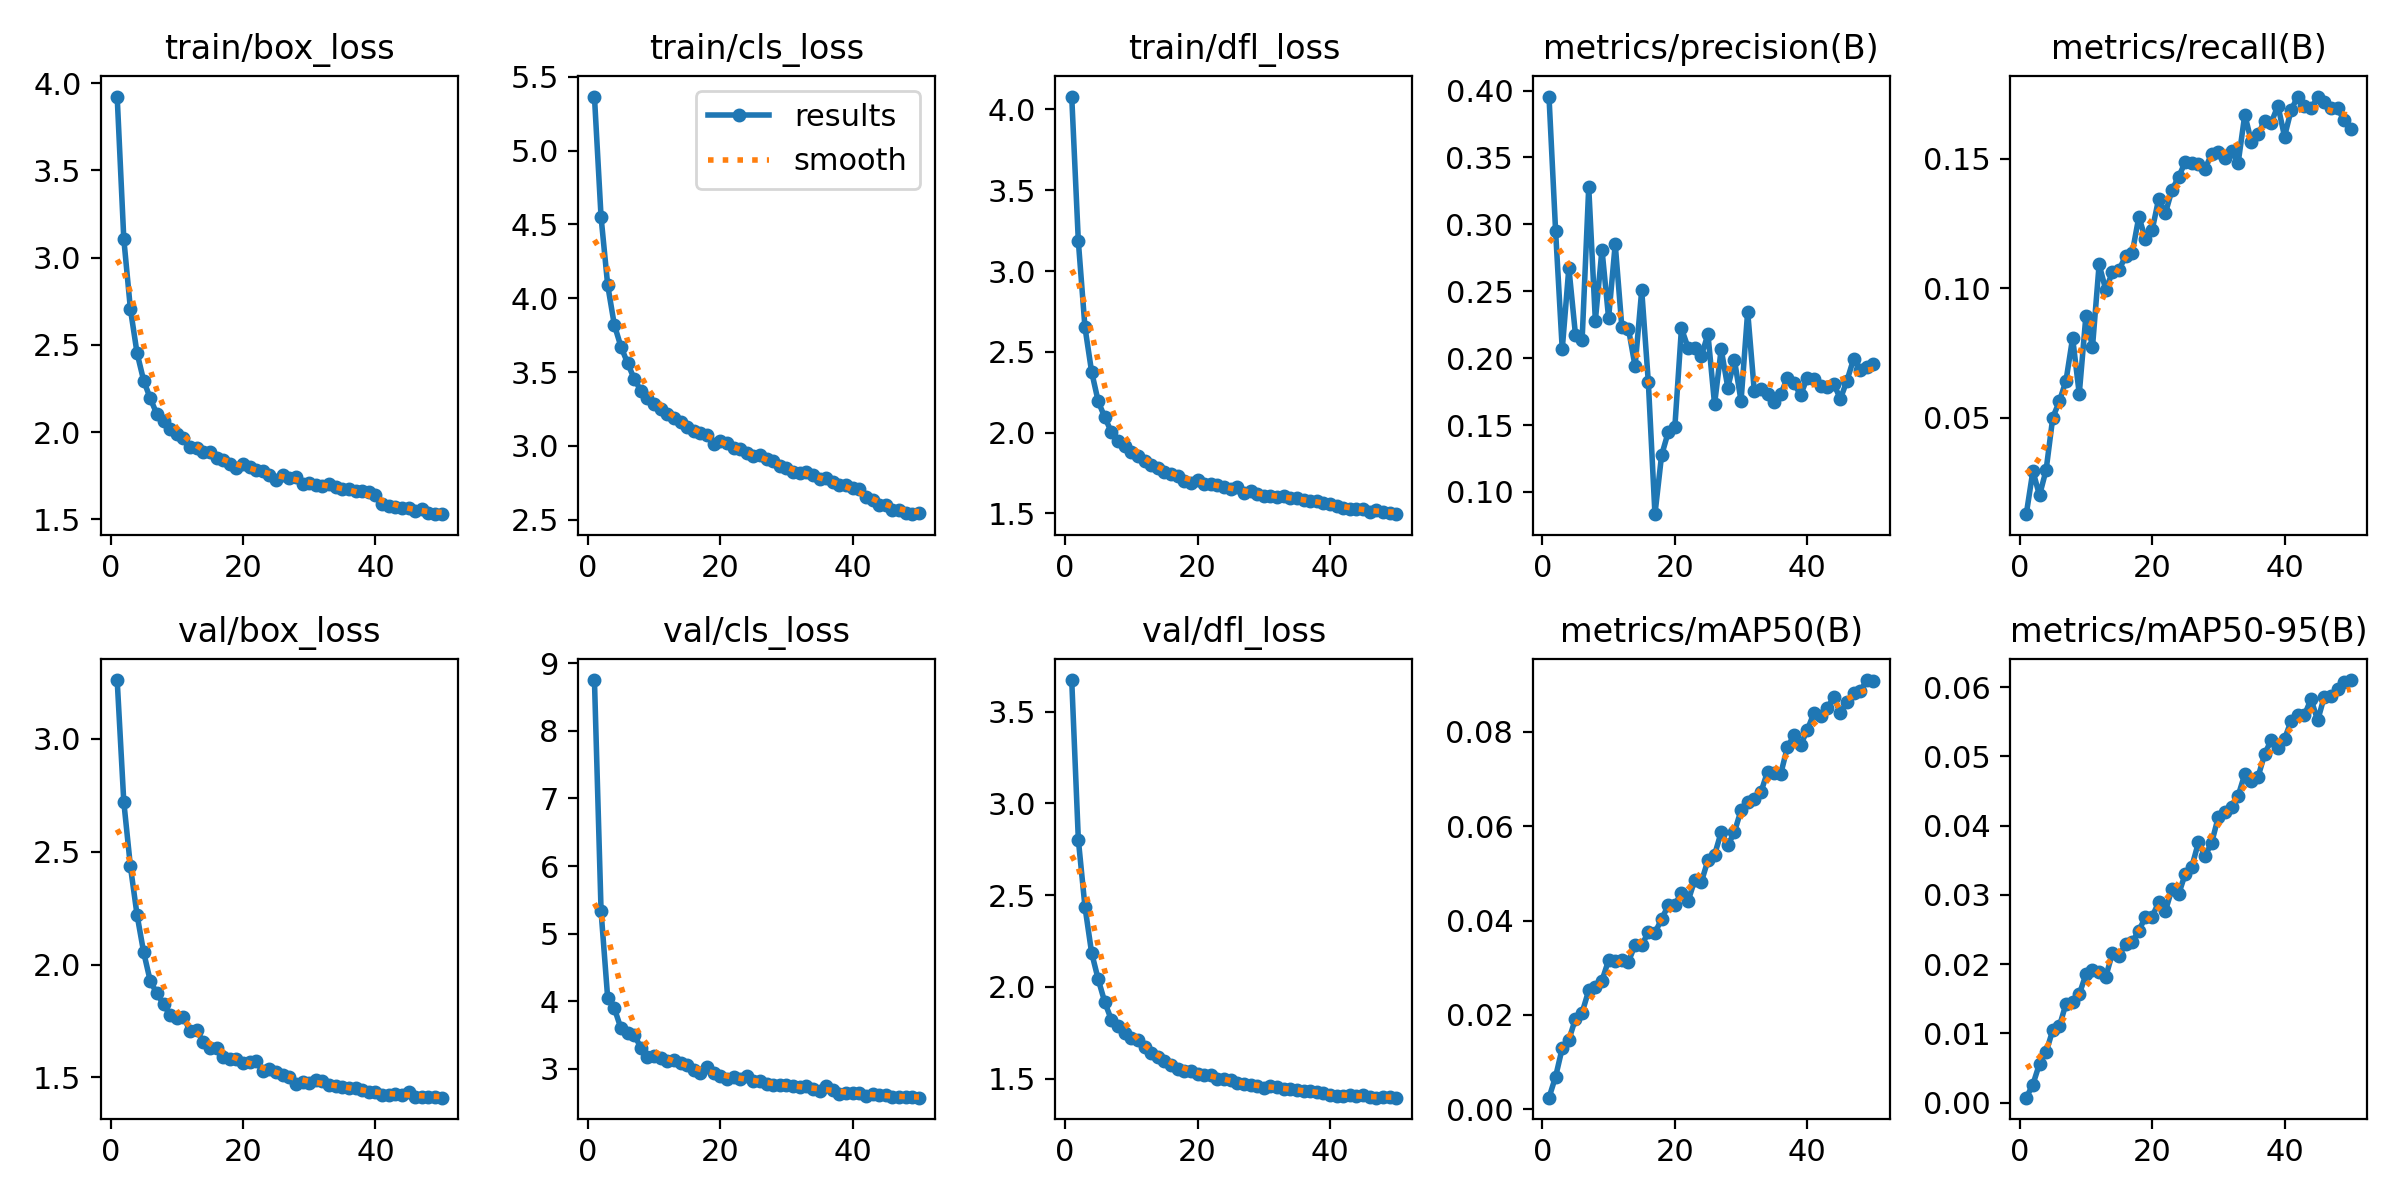 train/box_loss
4.0
3.5
3.0
2.5
2.0
1.5
0 20 40
train/cls_loss
results
smooth
5.5
5.0
4.5
4.0
3.5
3.0
2.5
0 20 40
train/dfl_loss
4.0
3.5
3.0
2.5
2.0
1.5
0 20 40
metrics/precision(B)
0.40
0.35
0.30
0.25
0.20
0.15
0.10
0 20 40
metrics/recall(B)
0.15
0.10
0.05
0 20 40
val/box_loss
3.0
2.5
2.0
1.5
0 20 40
val/cls_loss
9
8
7
6
5
4
3
0 20 40
val/dfl_loss
3.5
3.0
2.5
2.0
1.5
0 20 40
metrics/mAP50(B)
0.08
0.06
0.04
0.02
0.00
0 20 40
metrics/mAP50-95(B)
0.06
0.05
0.04
0.03
0.02
0.01
0.00
0 20 40